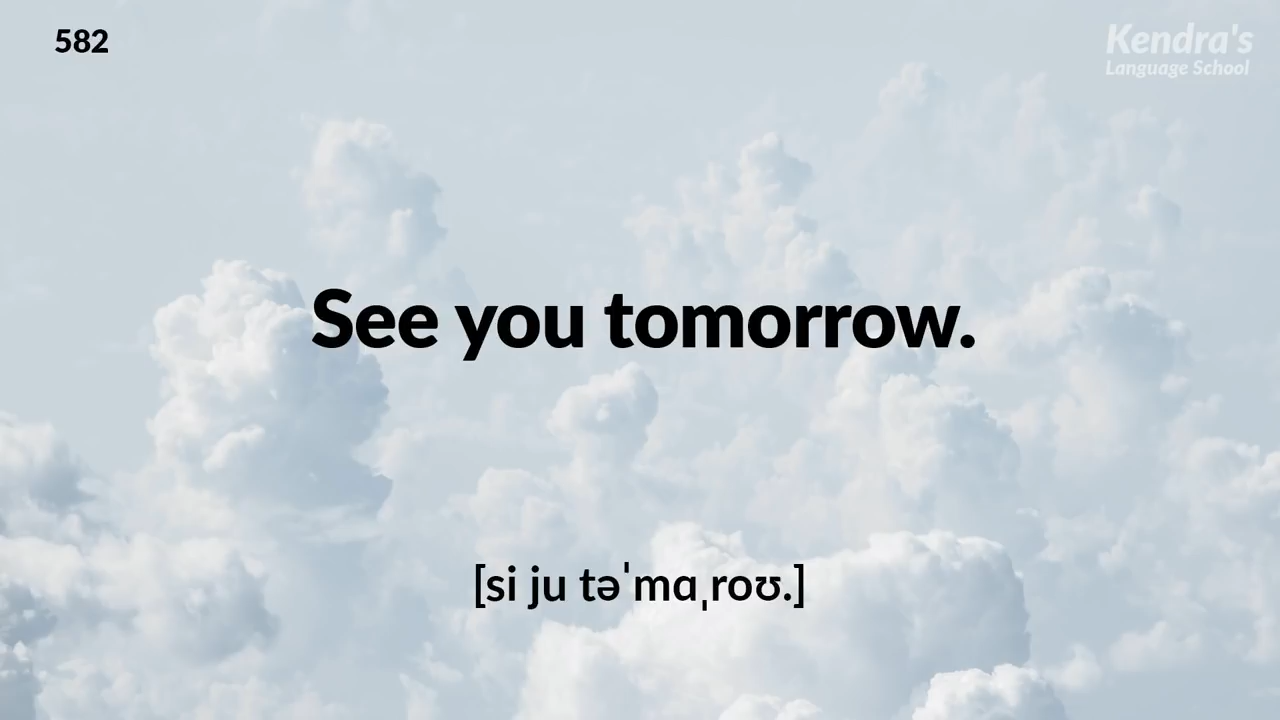 582
Kendra's
Language School
See you tomorrow.
[si ju təˈmɑˌroʊ.]